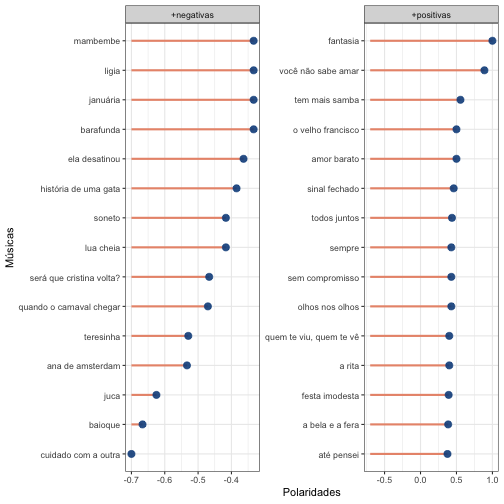 +negativas
+positivas
Músicas
mambembe
ligia
januária
barafunda
ela desatinou
história de uma gata
soneto
lua cheia
será que cristina volta?
quando o carnaval chegar
teresinha
ana de amsterdam
juca
baioque
cuidado com a outra
fantasia
você não sabe amar
tem mais samba
o velho francisco
amor barato
sinal fechado
todos juntos
sempre
sem compromisso
olhos nos olhos
quem te viu, quem te vê
a rita
festa imodesta
a bela e a fera
até pensei
-0.7 -0.6 -0.5 -0.4
-0.5 0.0 0.5 1.0
Polaridades